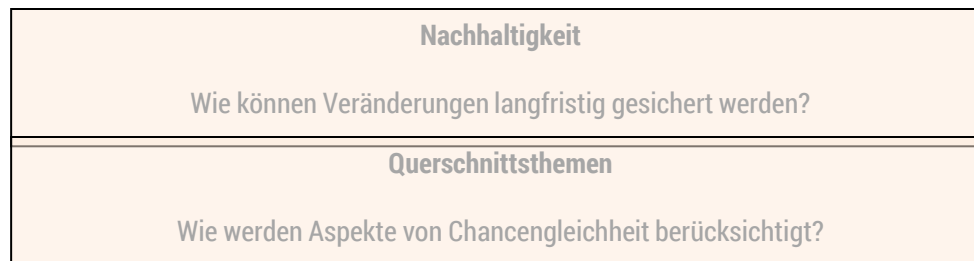 Nachhaltigkeit
Wie können Veränderungen langfristig gesichert werden?
Querschnittsthemen
Wie werden Aspekte von Chancengleichheit berücksichtigt?